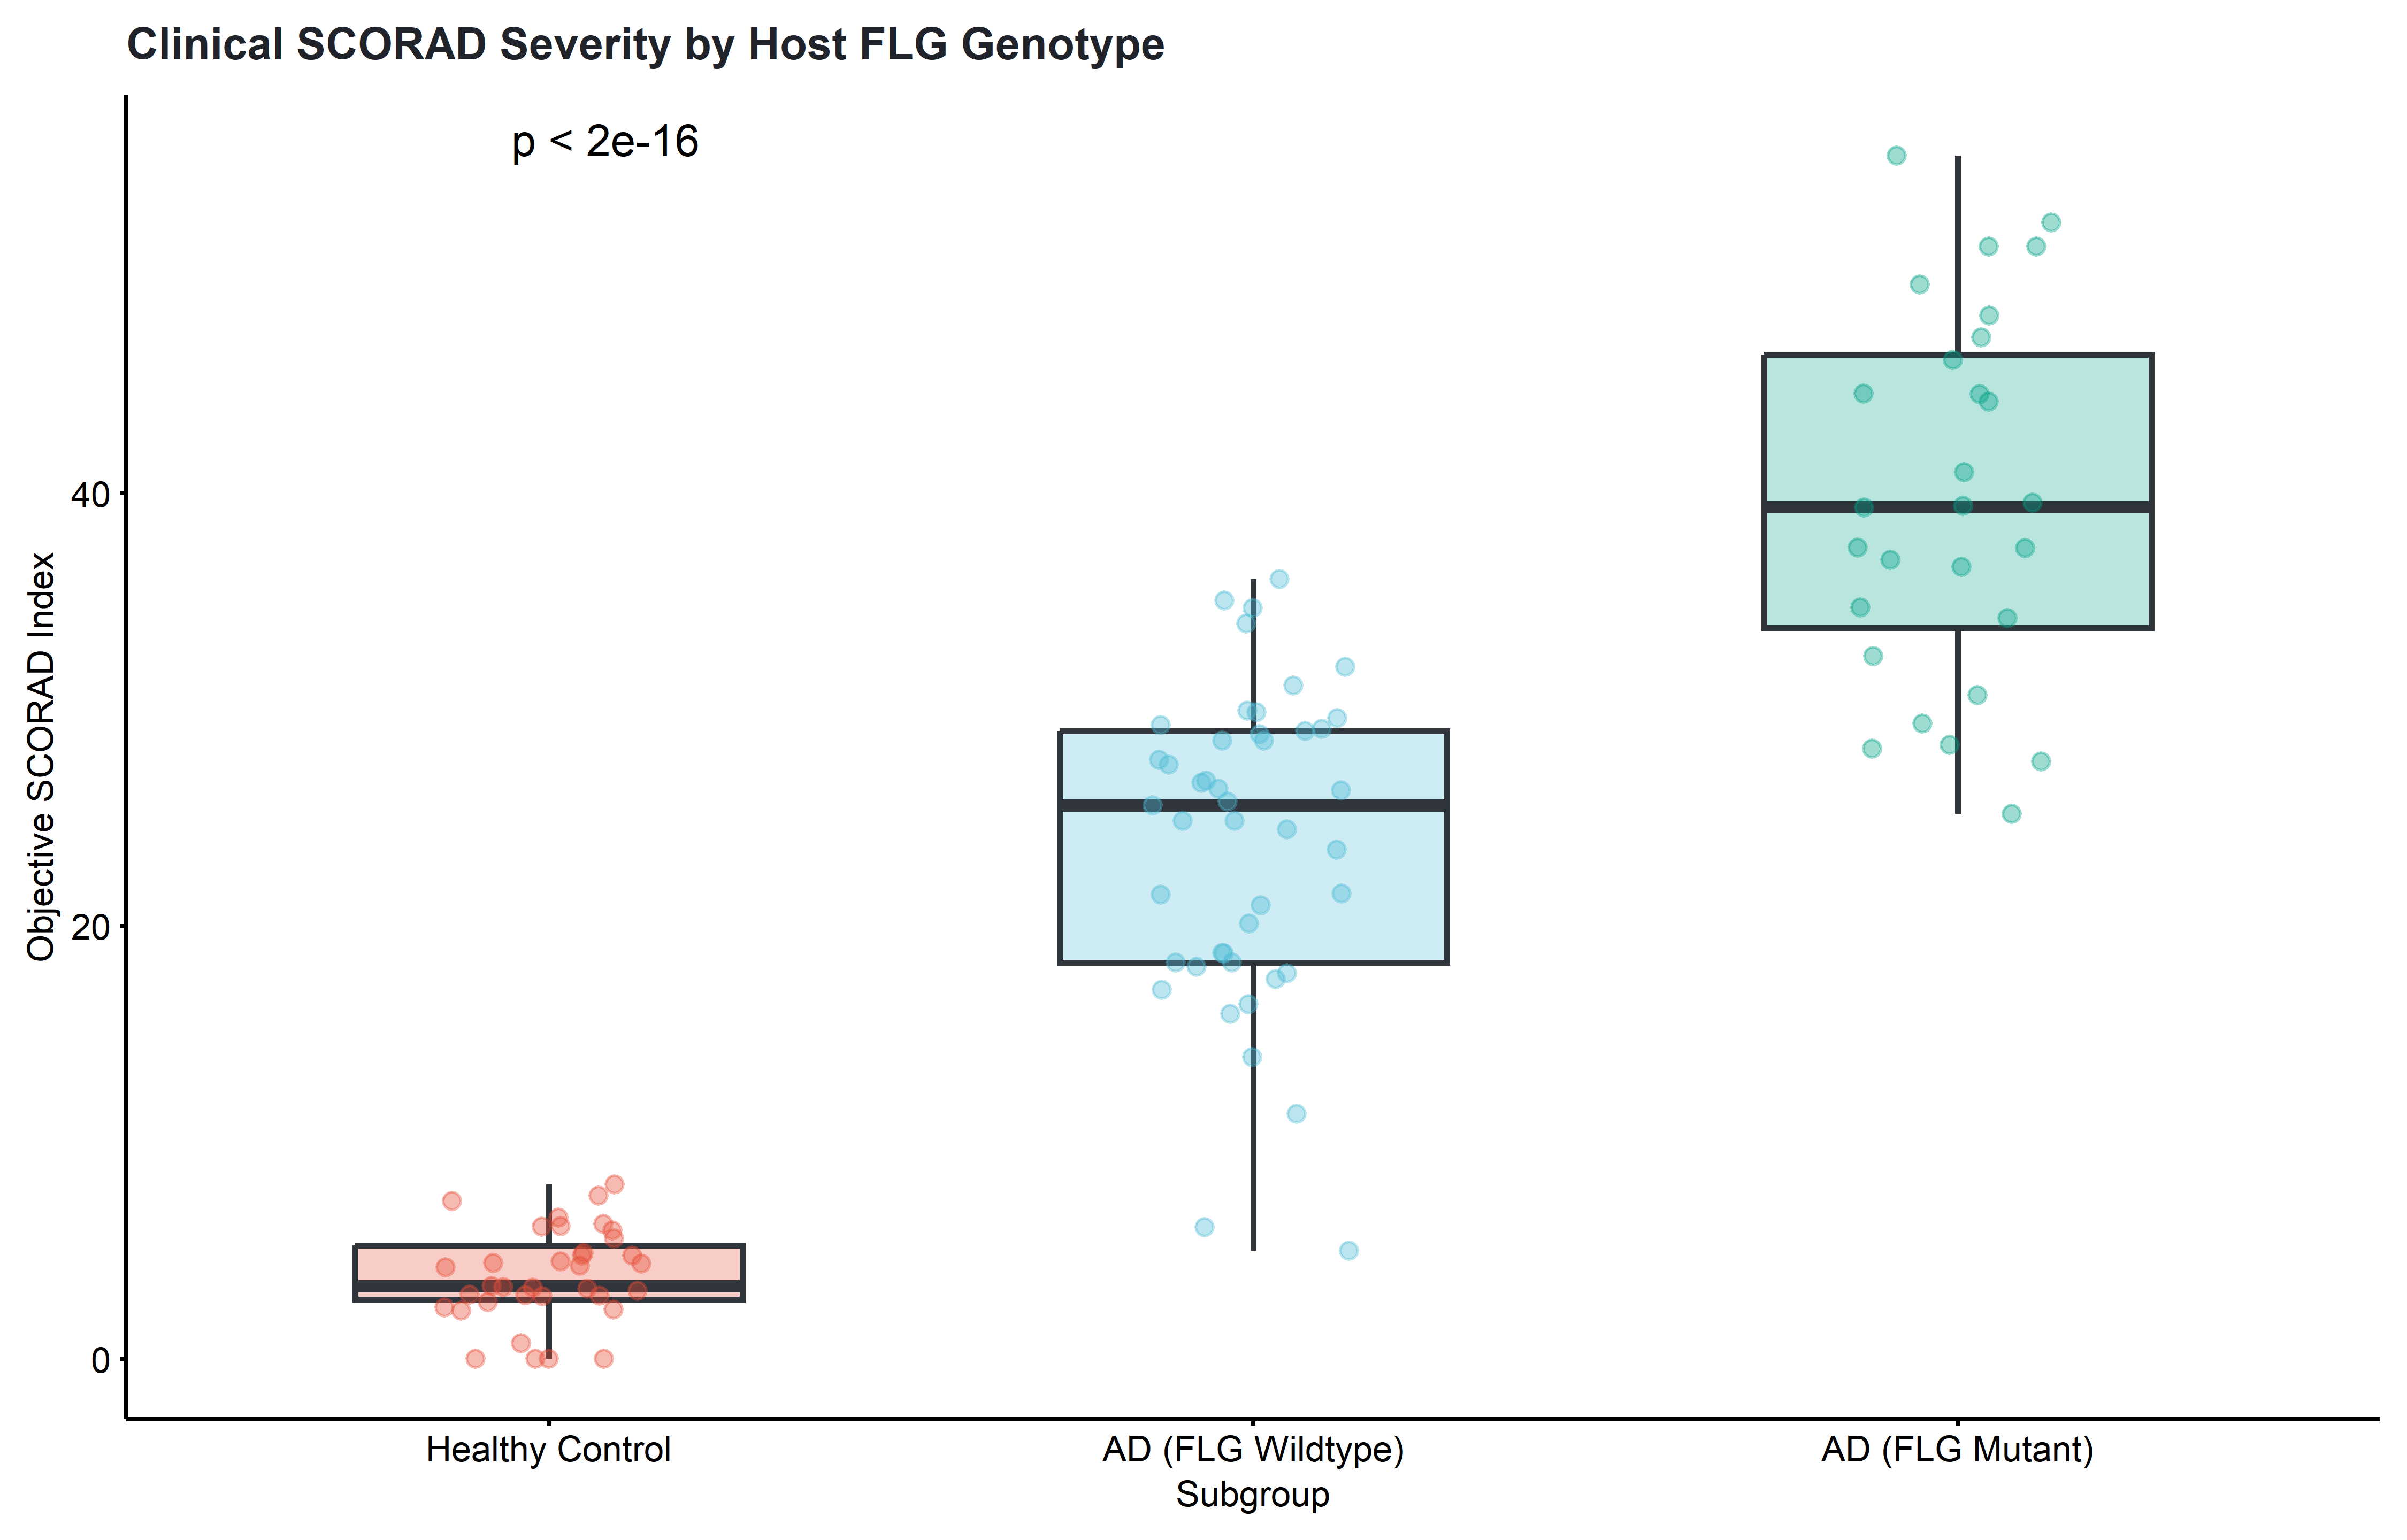 Clinical SCORAD Severity by Host FLG Genotype
p < 2e-16
Objective SCORAD Index
40
20
0
Healthy Control
AD (FLG Wildtype)
AD (FLG Mutant)
Subgroup